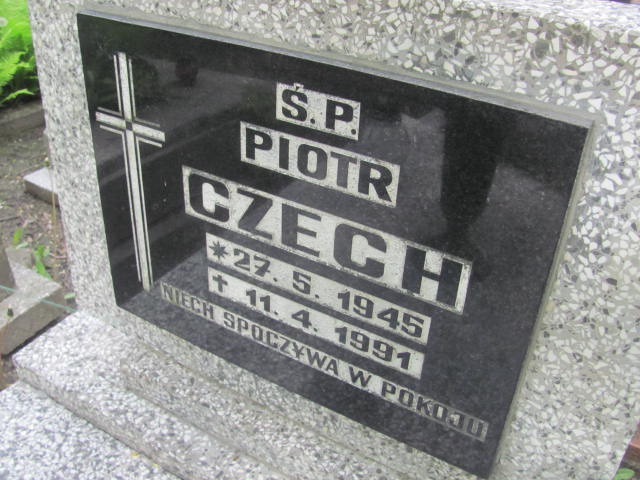 Ś.P.
PIOTR
CZECH
* 27. 5. 1945
† 11. 4. 1991
NIECH SPOCZYWA W POKOJU